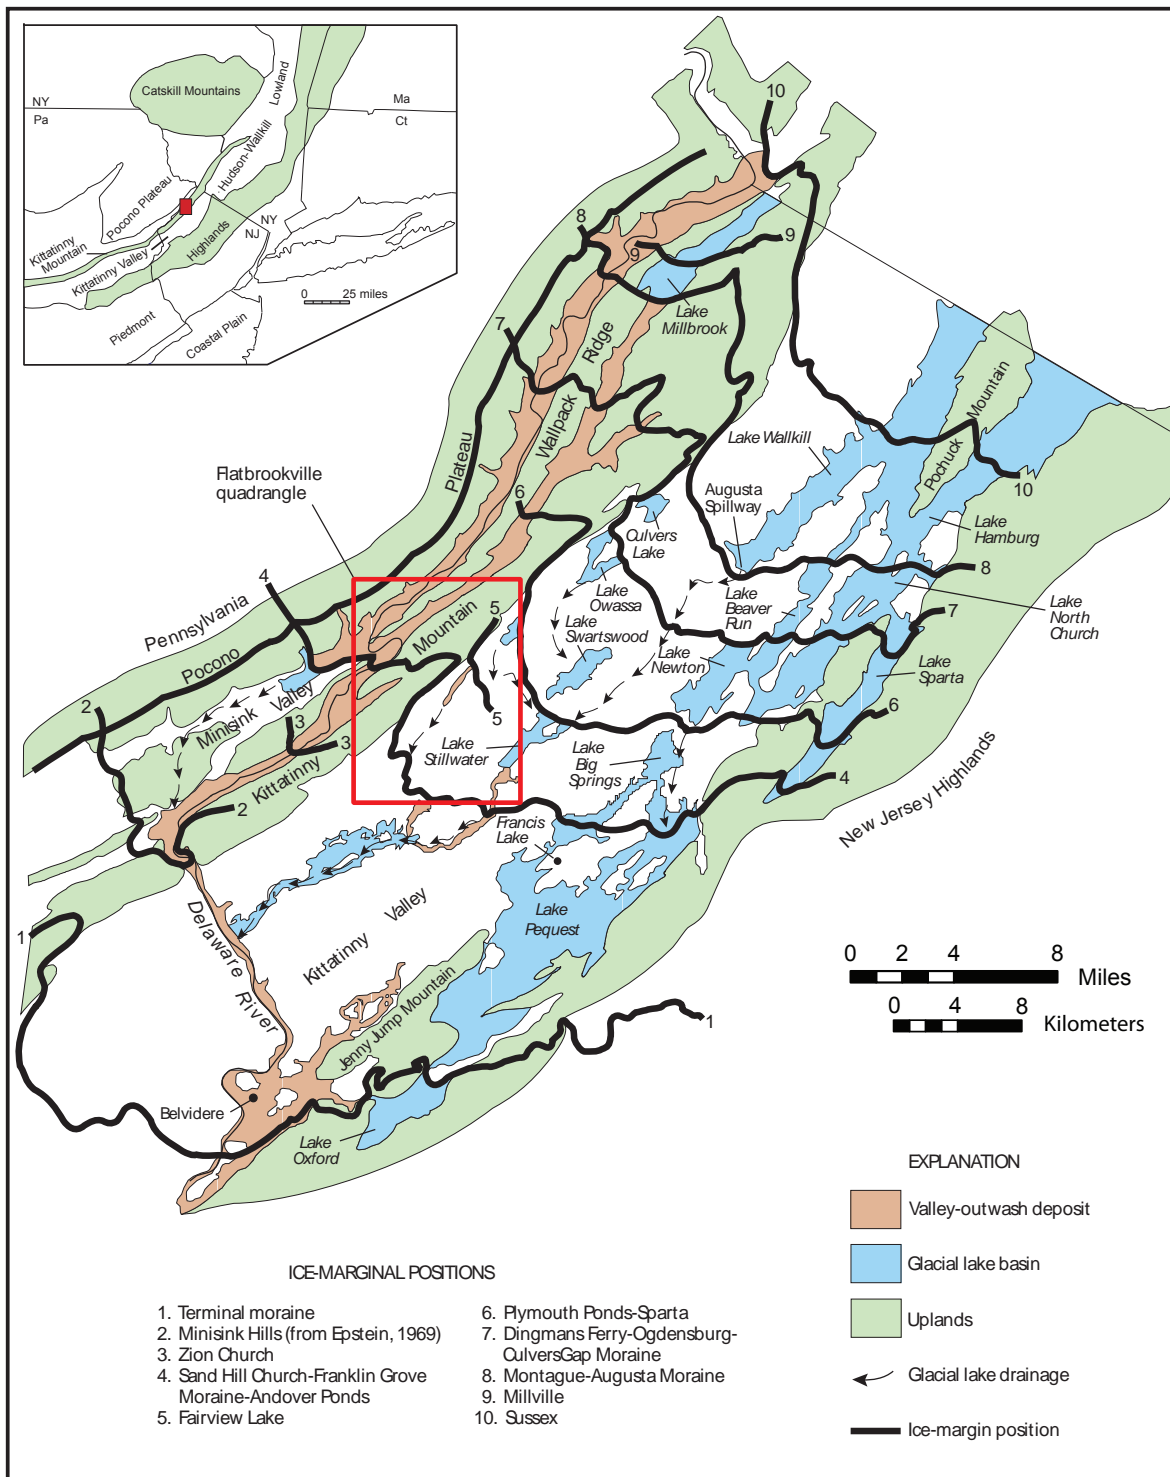 NY
Pa
Catskill Mountains
Lowland
Hudson-Wallkill
Ma
Ct
Pocono Plateau
NY
NJ
Kittatinny
Mountain
Kittatinny Valley
Highlands
0 25 miles
Piedmont
Coastal Plain
10
8
9
9
Lake
Millbrook
7
Ridge
Wallpack
Plateau
Mountain
Pochuck
Lake Wallkill
Flatbrookville
quadrangle
6
Augusta
Spillway
10
Culvers
Lake
Lake
Hamburg
4
Pennsylvania
Pocono
Mountain
5
Lake
Owassa
Lake
Swartswood
Lake
Beaver
Run
8
7
Lake
North
Church
Lake
Newton
Lake
Sparta
2
Minisink Valley
3
3
5
6
Lake
Stillwater
Lake
Big
Springs
Kittatinny
2
4
New Jersey Highlands
Francis
Lake
1
Delaware River
Kittatinny Valley
Lake
Pequest
0 2 4 8
Miles
0 4 8
Kilometers
Jenny Jump Mountain
1
Belvidere
Lake
Oxford
EXPLANATION
Valley-outwash deposit
Glacial lake basin
Uplands
Glacial lake drainage
Ice-margin position
ICE-MARGINAL POSITIONS
1. Terminal moraine
2. Minisink Hills (from Epstein, 1969)
3. Zion Church
4. Sand Hill Church-Franklin Grove
Moraine-Andover Ponds
5. Fairview Lake
6. Plymouth Ponds-Sparta
7. Dingmans Ferry-Ogdensburg-
CulversGap Moraine
8. Montague-Augusta Moraine
9. Millville
10. Sussex